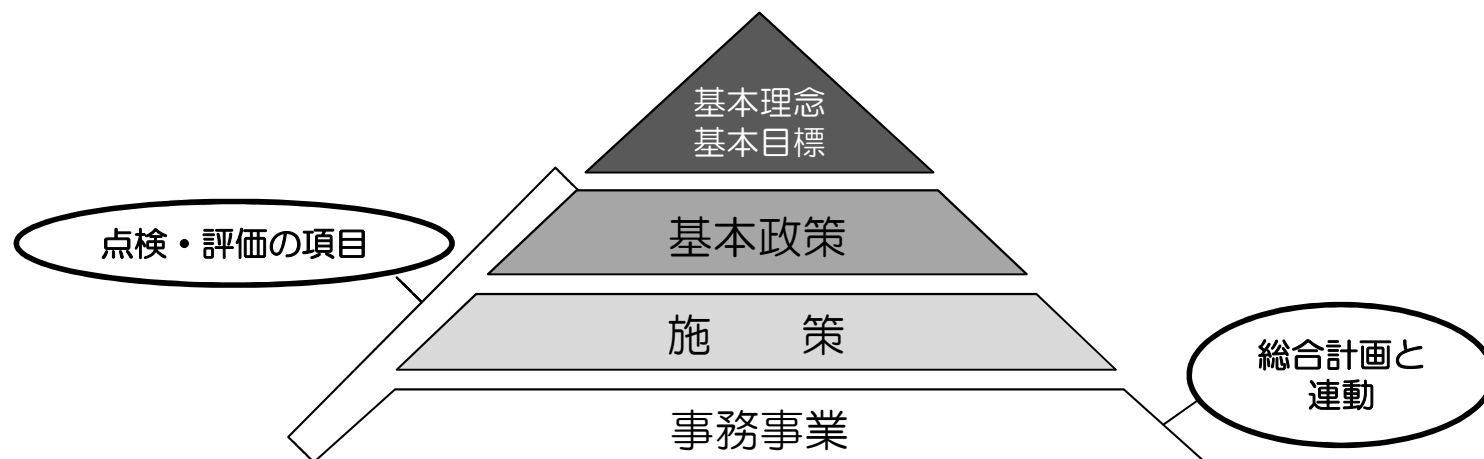 基本理念
基本目標
基本政策
点検・評価の項目
施　　策
総合計画と
連動
事務事業